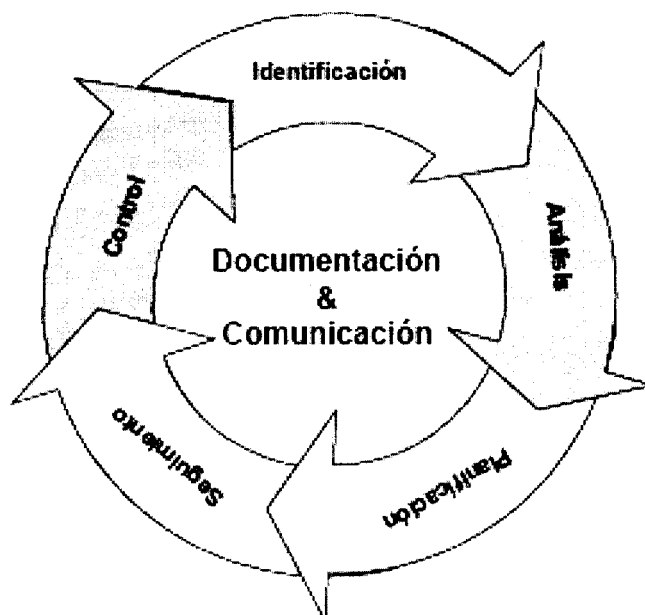 Identificación
Análisis
Planificación
Seguimiento
Control
Documentación
&
Comunicación